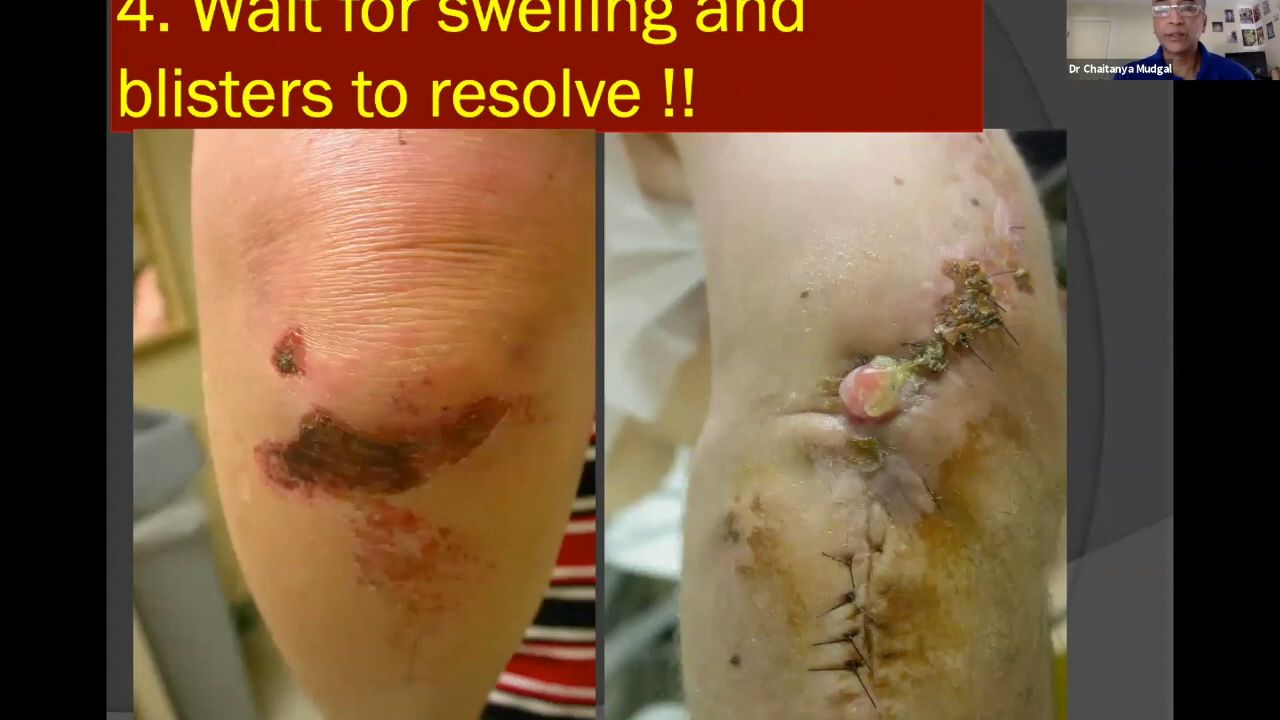 4. Wait for swelling and
blisters to resolve !!
Dr Chaitanya Mudgal